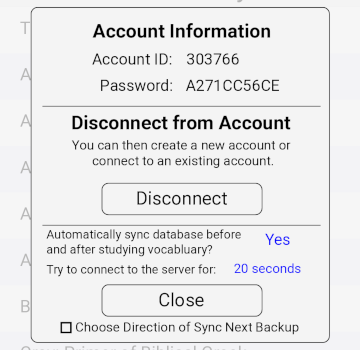 T
A
A
A
A
A
B
Account Information
Account ID: 303766
Password: A271CC56CE
Disconnect from Account
You can then create a new account or
connect to an existing account.
Disconnect
Automatically sync database before
and after studying vocabluary? Yes
Try to connect to the server for: 20 seconds
Close
Choose Direction of Sync Next Backup